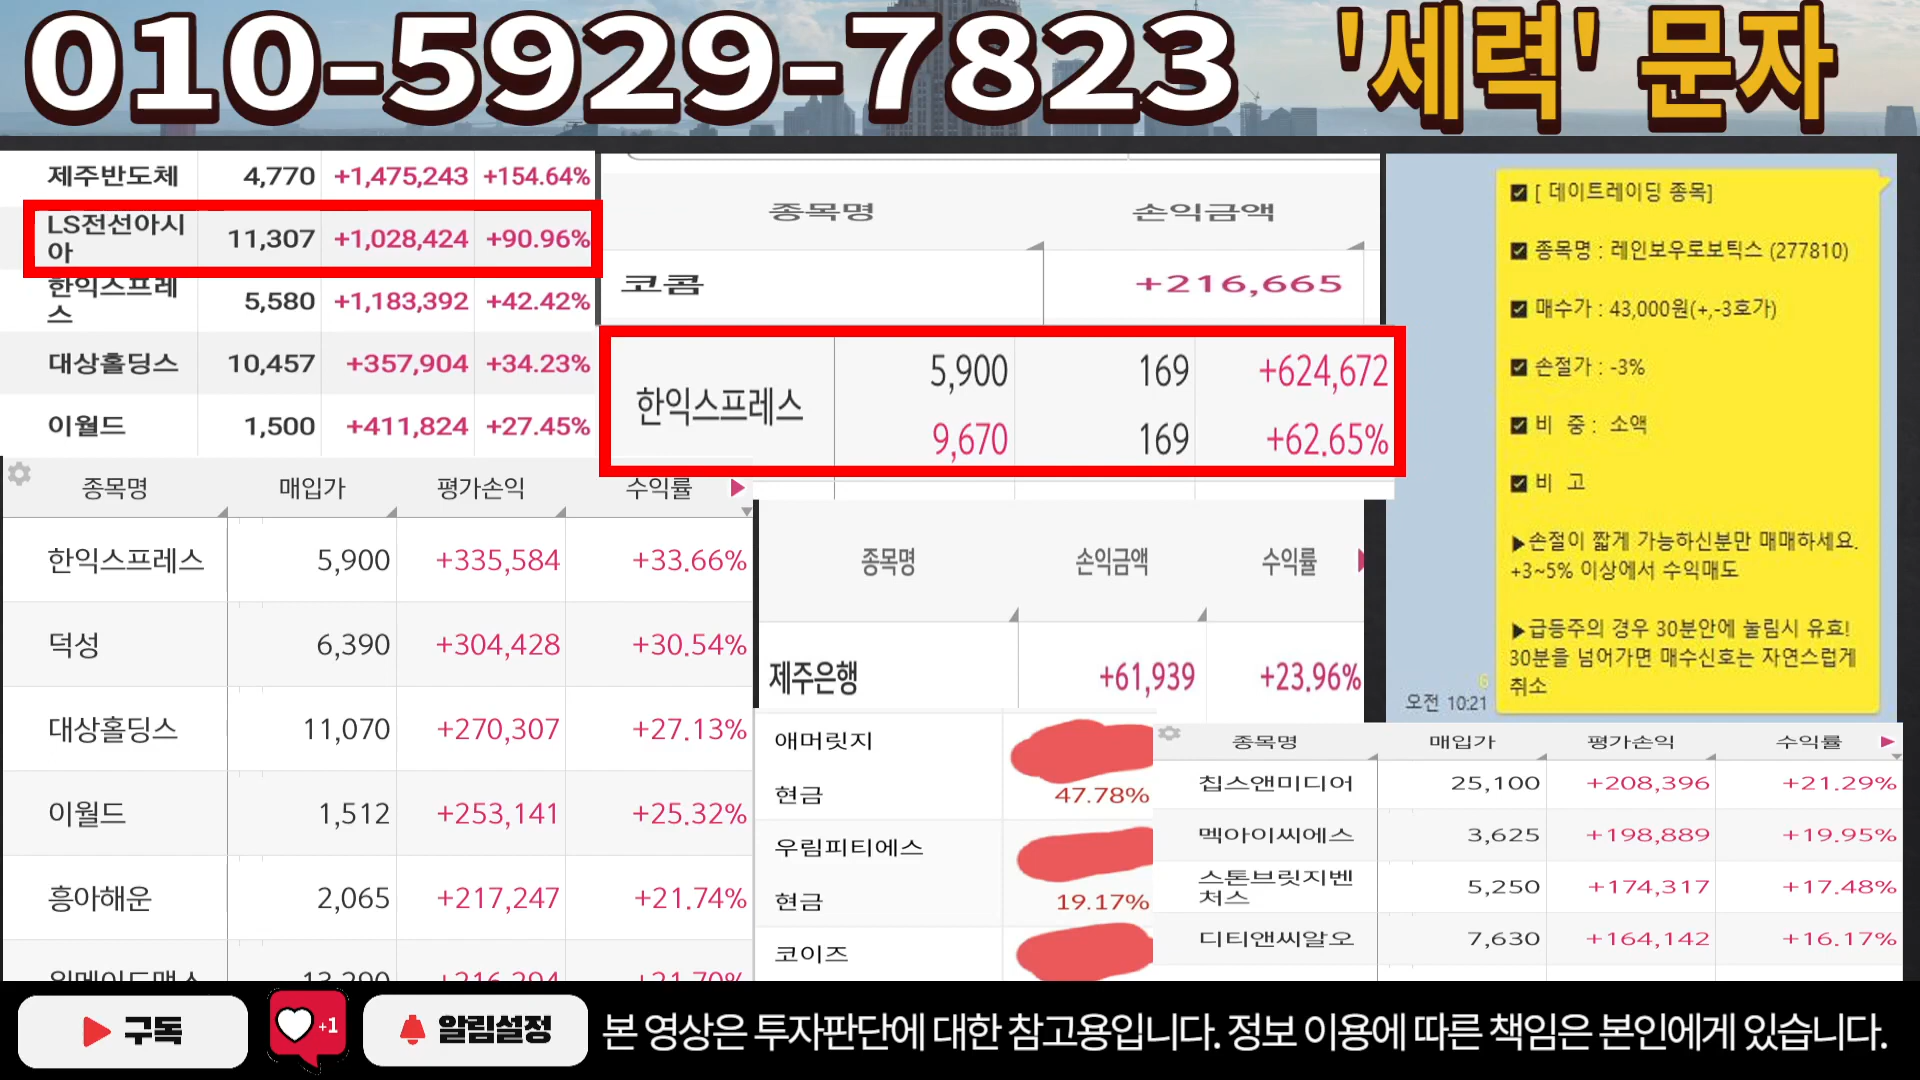 010-5929-7823 '세력' 문자
제주반도체 4,770 +1,475,243 +154.64%
LS전선아시
아 11,307 +1,028,424 +90.96%
한익스프레
스 5,580 +1,183,392 +42.42%
대상홀딩스 10,457 +357,904 +34.23%
이월드 1,500 +411,824 +27.45%
종목명 손익금액
코콤 +216,665
한익스프레스 5,900 169 +624,672
9,670 169 +62.65%
[ 데이트레이딩 종목]
종목명 : 레인보우로보틱스 (277810)
매수가 : 43,000원(+,-3호가)
손절가 : -3%
비 중 : 소액
비 고
▶손절이 짧게 가능하신분만 매매하세요.
+3~5% 이상에서 수익매도
▶급등주의 경우 30분안에 눌림시 유효!
30분을 넘어가면 매수신호는 자연스럽게
취소
6
오전 10:21
종목명 매입가 평가손익 수익률
한익스프레스 5,900 +335,584 +33.66%
덕성 6,390 +304,428 +30.54%
대상홀딩스 11,070 +270,307 +27.13%
이월드 1,512 +253,141 +25.32%
흥아해운 2,065 +217,247 +21.74%
종목명 손익금액 수익률
제주은행 +61,939 +23.96%
애머릿지
현금 47.78%
우림피티에스
현금 19.17%
코이즈
종목명 매입가 평가손익 수익률
칩스앤미디어 25,100 +208,396 +21.29%
멕아이씨에스 3,625 +198,889 +19.95%
스톤브릿지벤
처스 5,250 +174,317 +17.48%
디티앤씨알오 7,630 +164,142 +16.17%
구독 +1 알림설정 본 영상은 투자판단에 대한 참고용입니다. 정보 이용에 따른 책임은 본인에게 있습니다.